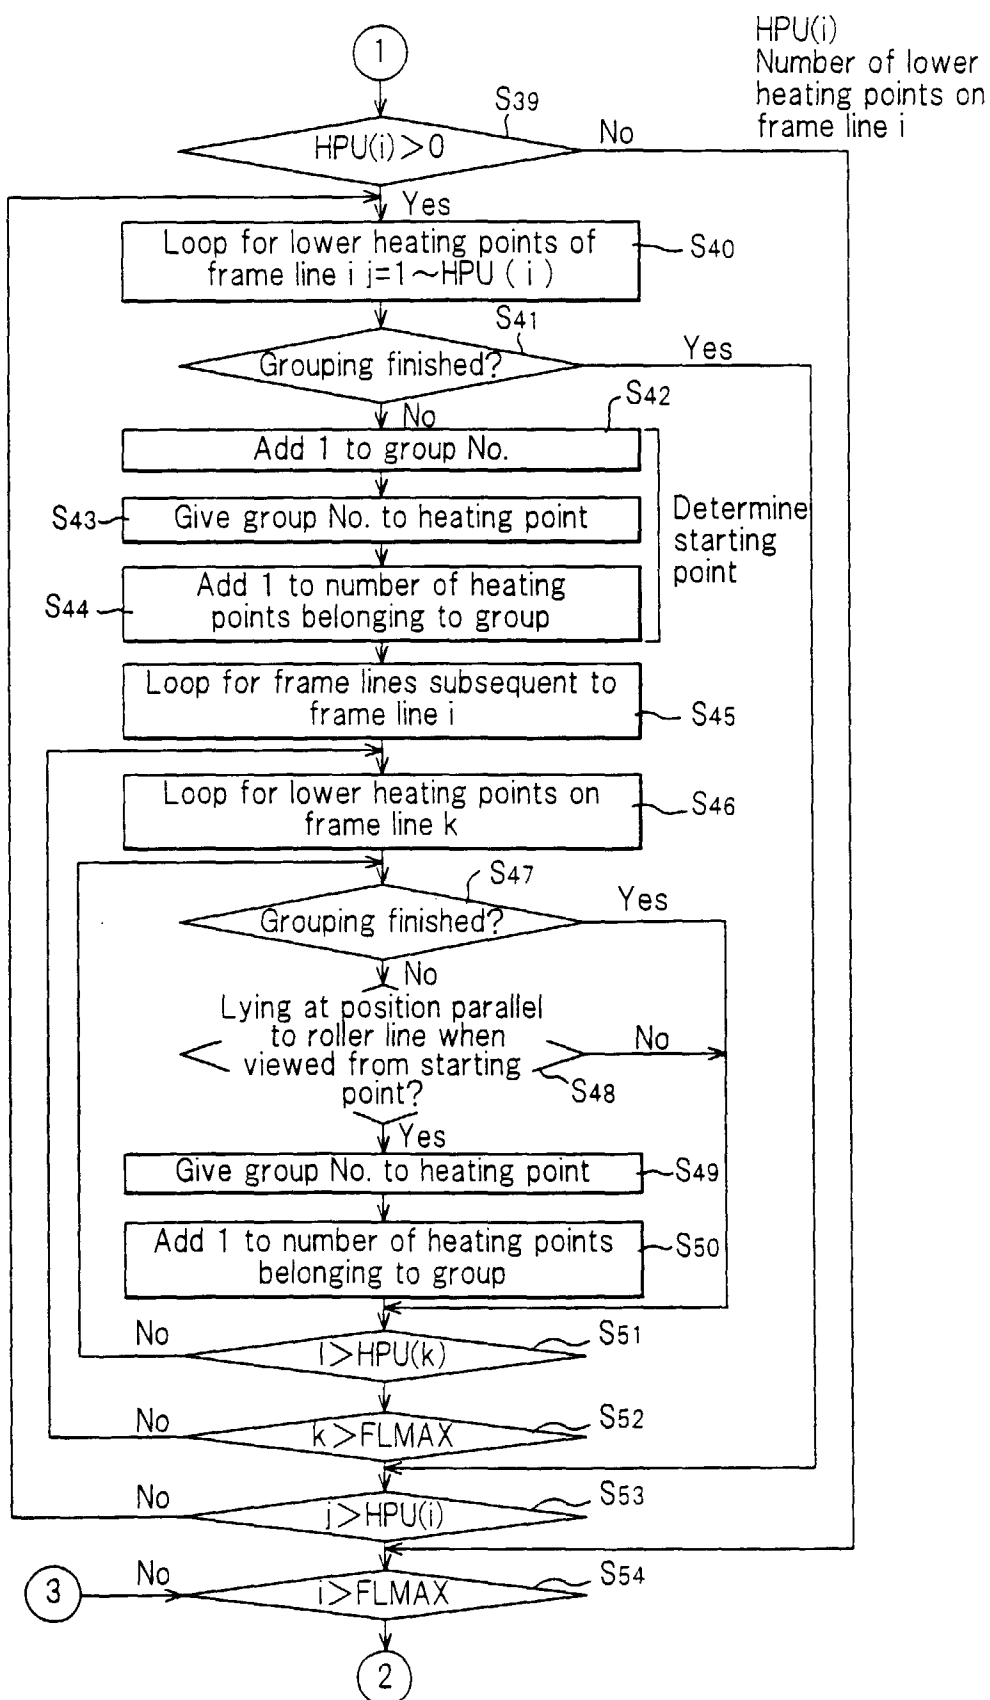 HPU(i)
Number of lower
heating points on
frame line i
1
S39
HPU(i)>0
No
Yes
Loop for lower heating points of
frame line i j=1~HPU ( i )
S40
S41
Grouping finished?
Yes
No
S42
Add 1 to group No.
S43
Give group No. to heating point
Determine
starting
point
S44
Add 1 to number of heating
points belonging to group
Loop for frame lines subsequent to
frame line i
S45
Loop for lower heating points on
frame line k
S46
S47
Grouping finished?
Yes
No
Lying at position parallel
to roller line when
viewed from starting
point?
No
S48
Yes
Give group No. to heating point
S49
Add 1 to number of heating points
belonging to group
S50
No
l>HPU(k)
S51
No
k>FLMAX
S52
No
j>HPU(i)
S53
3
No
i>FLMAX
S54
2